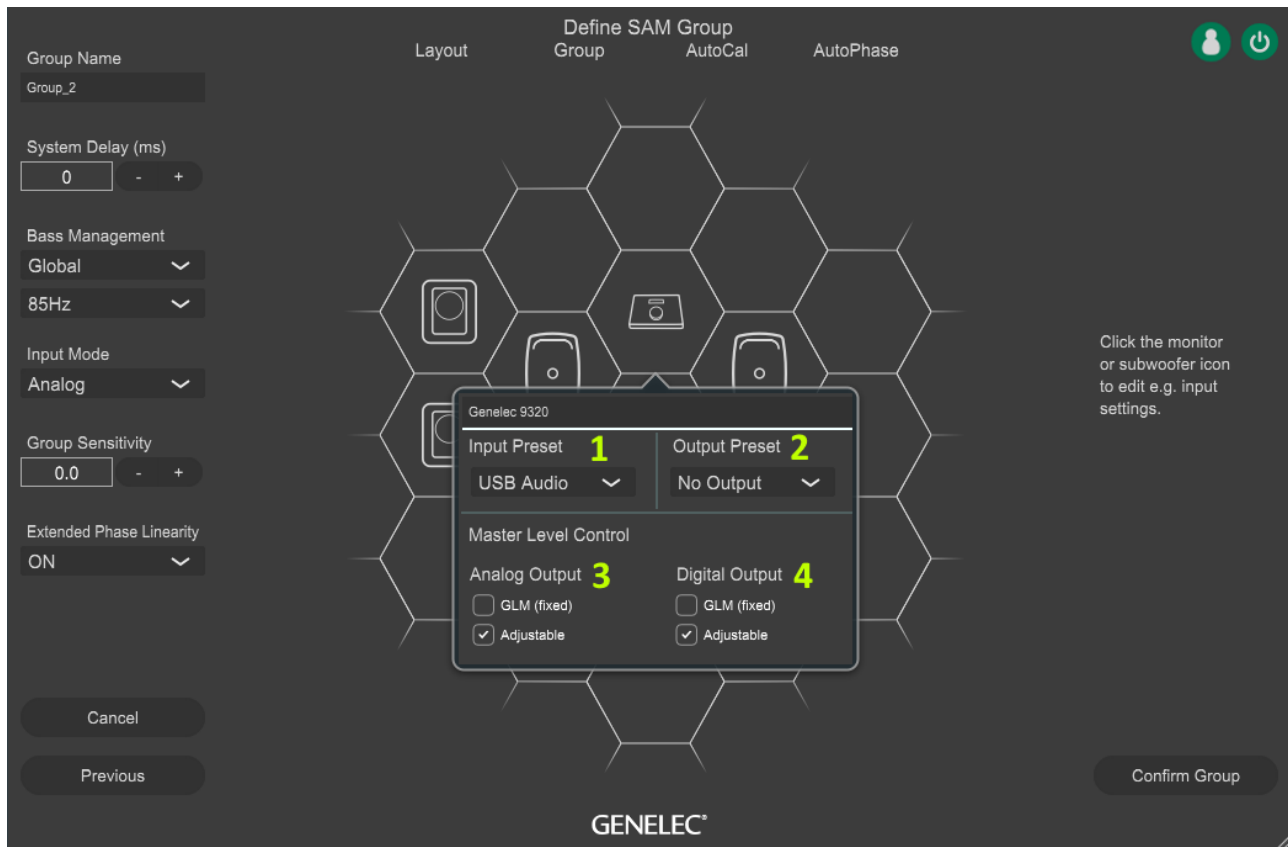 Define SAM Group
Layout Group AutoCal AutoPhase
Group Name
Group_2
System Delay (ms)
0 - +
Bass Management
Global
85Hz
Input Mode
Analog
Group Sensitivity
0.0 - +
Extended Phase Linearity
ON
Cancel
Previous
Genelec 9320
Input Preset 1
USB Audio
Output Preset 2
No Output
Master Level Control
Analog Output 3
GLM (fixed)
Adjustable
Digital Output 4
GLM (fixed)
Adjustable
Click the monitor
or subwoofer icon
to edit e.g. input
settings.
Confirm Group
GENELEC®